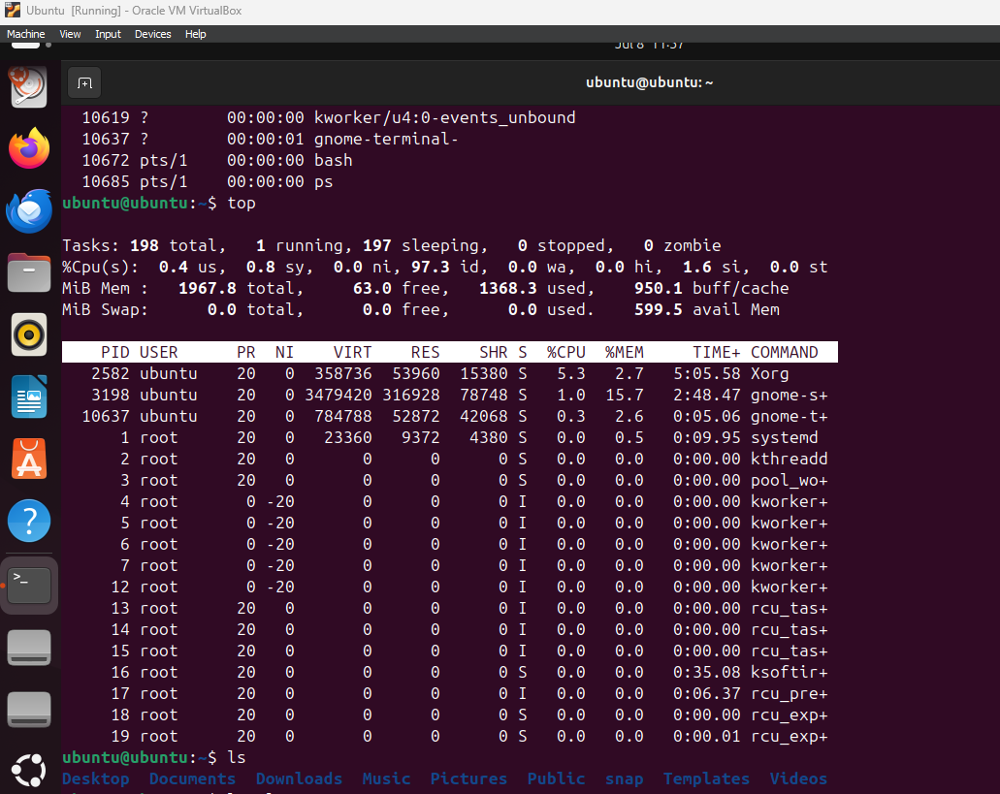 Ubuntu [Running] - Oracle VM VirtualBox
Machine View Input Devices Help
Jul 8 11:57
ubuntu@ubuntu: ~
10619 ? 00:00:00 kworker/u4:0-events_unbound
10637 ? 00:00:01 gnome-terminal-
10672 pts/1 00:00:00 bash
10685 pts/1 00:00:00 ps
ubuntu@ubuntu:~$ top
Tasks: 198 total, 1 running, 197 sleeping, 0 stopped, 0 zombie
%Cpu(s): 0.4 us, 0.8 sy, 0.0 ni, 97.3 id, 0.0 wa, 0.0 hi, 1.6 si, 0.0 st
MiB Mem : 1967.8 total, 63.0 free, 1368.3 used, 950.1 buff/cache
MiB Swap: 0.0 total, 0.0 free, 0.0 used. 599.5 avail Mem
PID USER PR NI VIRT RES SHR S %CPU %MEM TIME+ COMMAND
2582 ubuntu 20 0 358736 53960 15380 S 5.3 2.7 5:05.58 Xorg
3198 ubuntu 20 0 3479420 316928 78748 S 1.0 15.7 2:48.47 gnome-s+
10637 ubuntu 20 0 784788 52872 42068 S 0.3 2.6 0:05.06 gnome-t+
1 root 20 0 23360 9372 4380 S 0.0 0.5 0:09.95 systemd
2 root 20 0 0 0 0 S 0.0 0.0 0:00.00 kthreadd
3 root 20 0 0 0 0 S 0.0 0.0 0:00.00 pool_wo+
4 root 0 -20 0 0 0 I 0.0 0.0 0:00.00 kworker+
5 root 0 -20 0 0 0 I 0.0 0.0 0:00.00 kworker+
6 root 0 -20 0 0 0 I 0.0 0.0 0:00.00 kworker+
7 root 0 -20 0 0 0 I 0.0 0.0 0:00.00 kworker+
12 root 0 -20 0 0 0 I 0.0 0.0 0:00.00 kworker+
13 root 20 0 0 0 0 I 0.0 0.0 0:00.00 rcu_tas+
14 root 20 0 0 0 0 I 0.0 0.0 0:00.00 rcu_tas+
15 root 20 0 0 0 0 I 0.0 0.0 0:00.00 rcu_tas+
16 root 20 0 0 0 0 S 0.0 0.0 0:35.08 ksoftir+
17 root 20 0 0 0 0 I 0.0 0.0 0:06.37 rcu_pre+
18 root 20 0 0 0 0 S 0.0 0.0 0:00.00 rcu_exp+
19 root 20 0 0 0 0 S 0.0 0.0 0:00.01 rcu_exp+
ubuntu@ubuntu:~$ ls
Desktop Documents Downloads Music Pictures Public snap Templates Videos